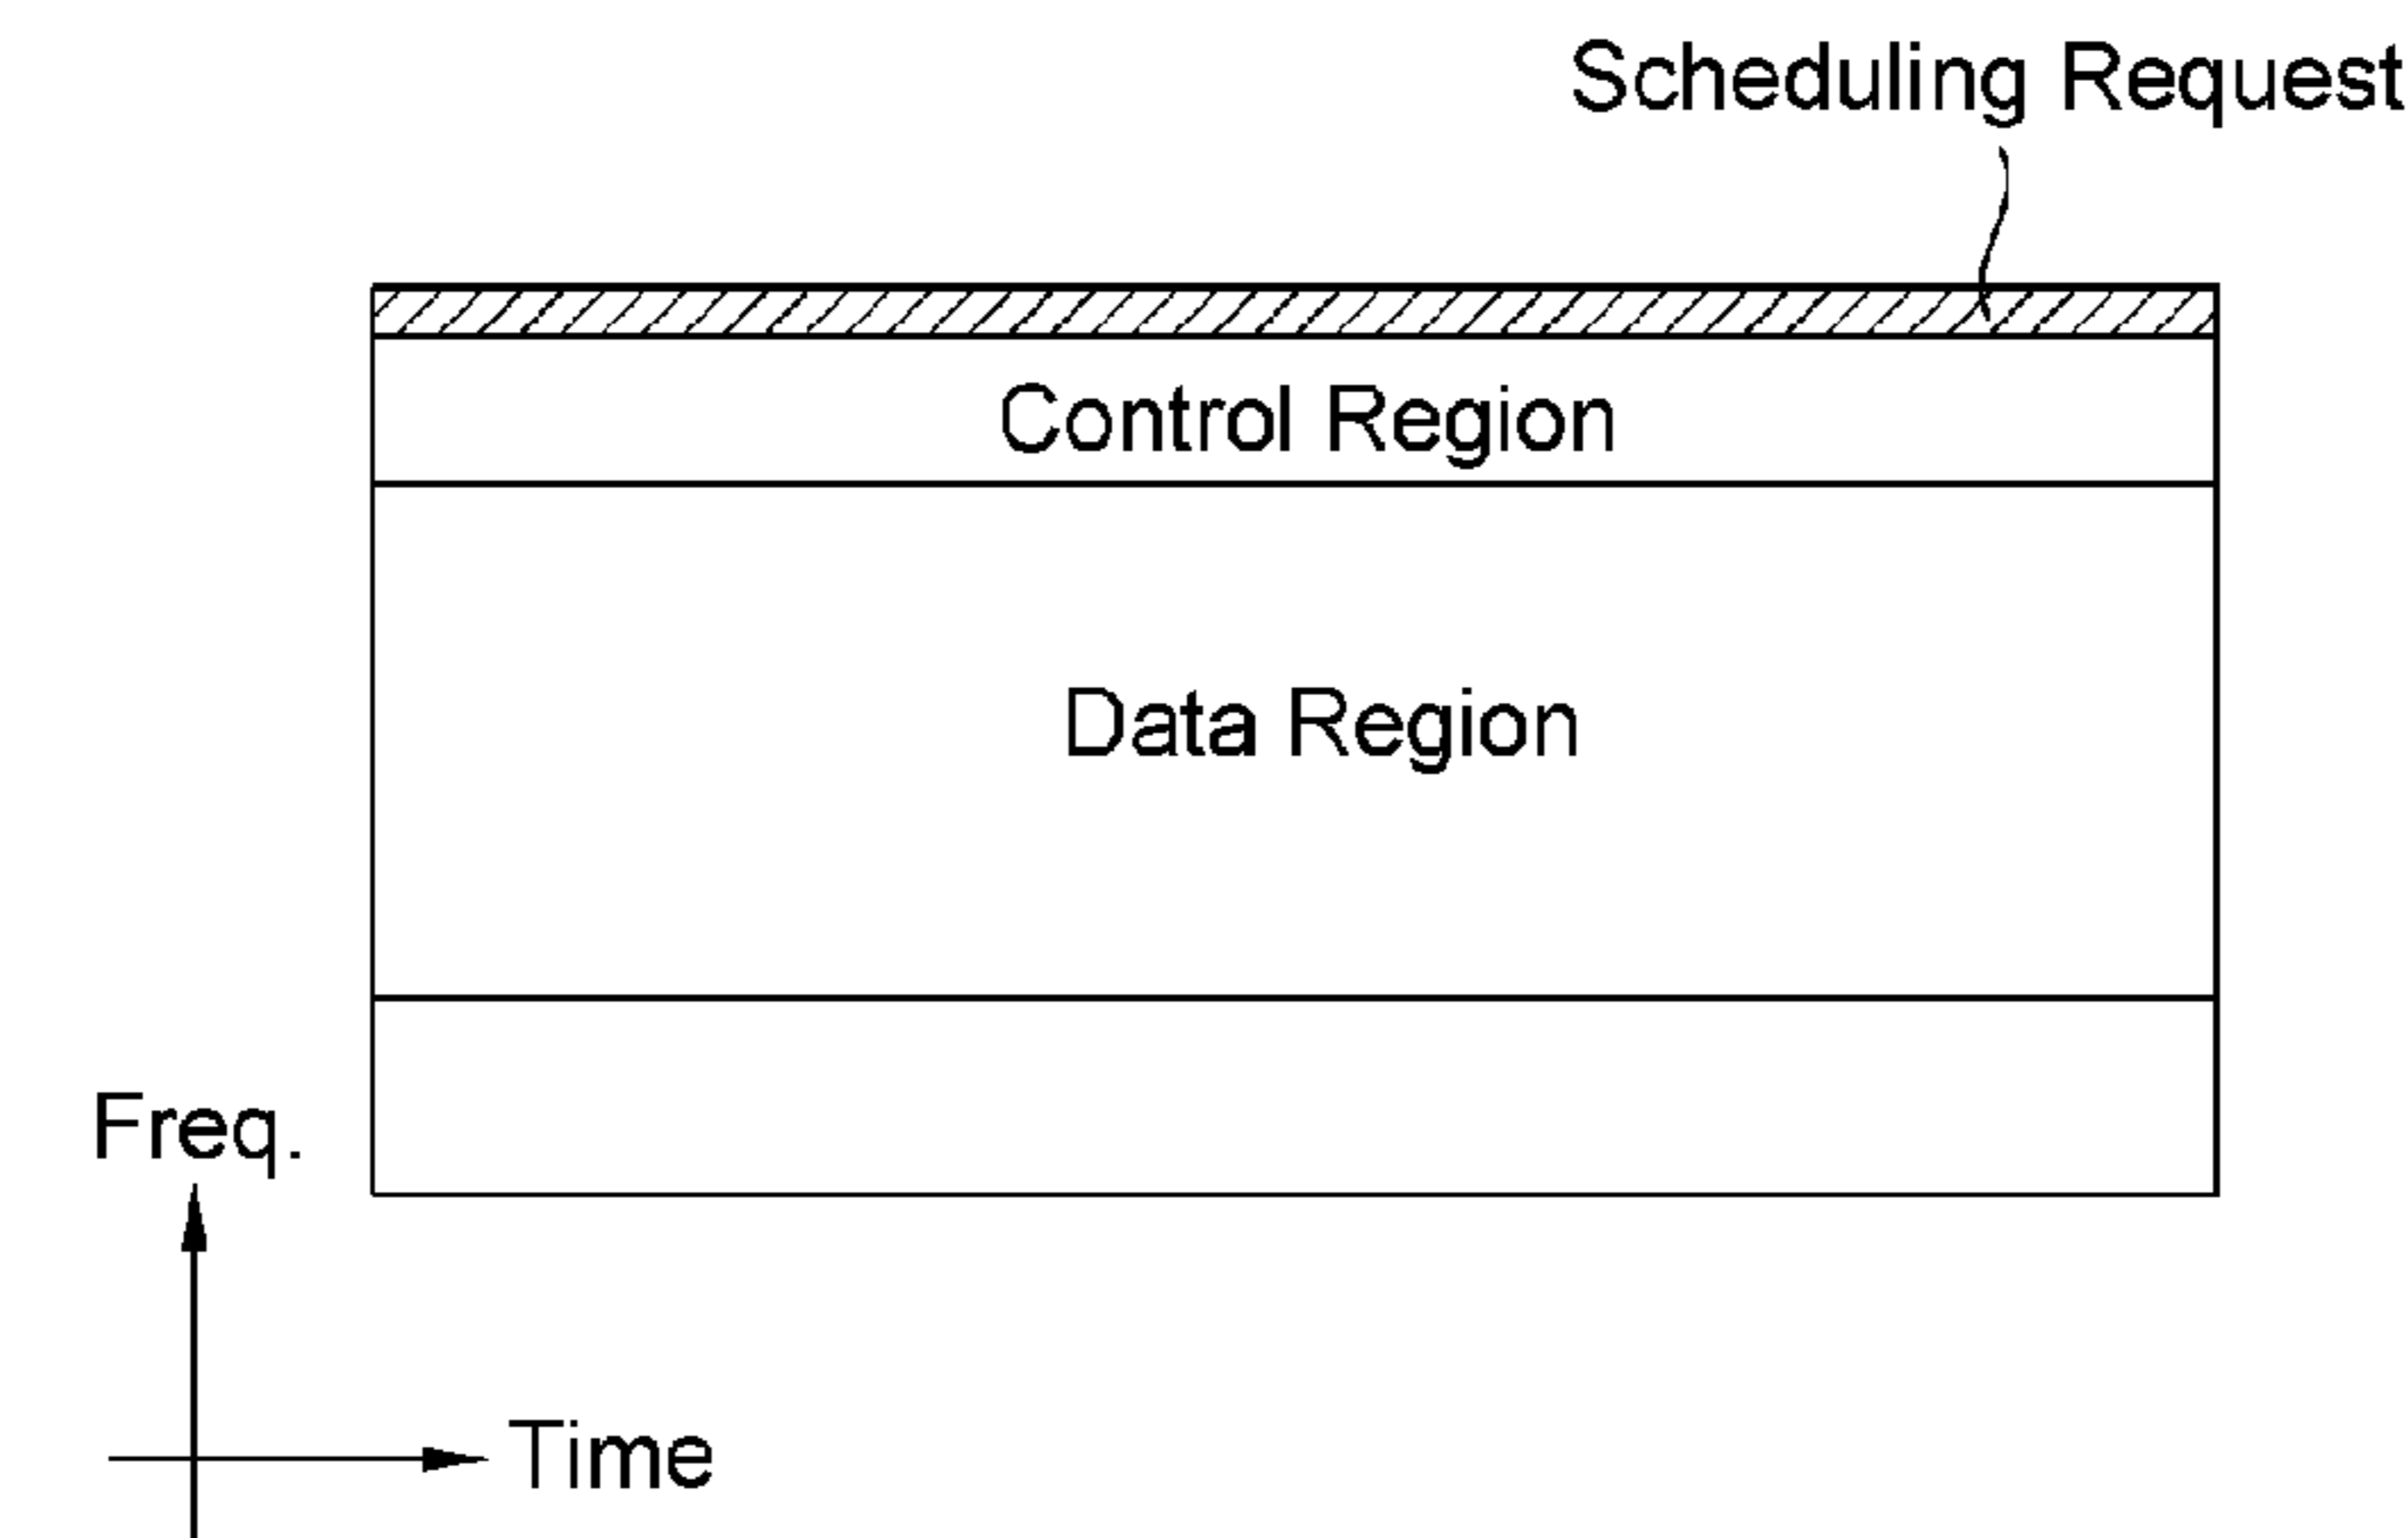 Scheduling Request
Control Region
Data Region
Freq.
Time